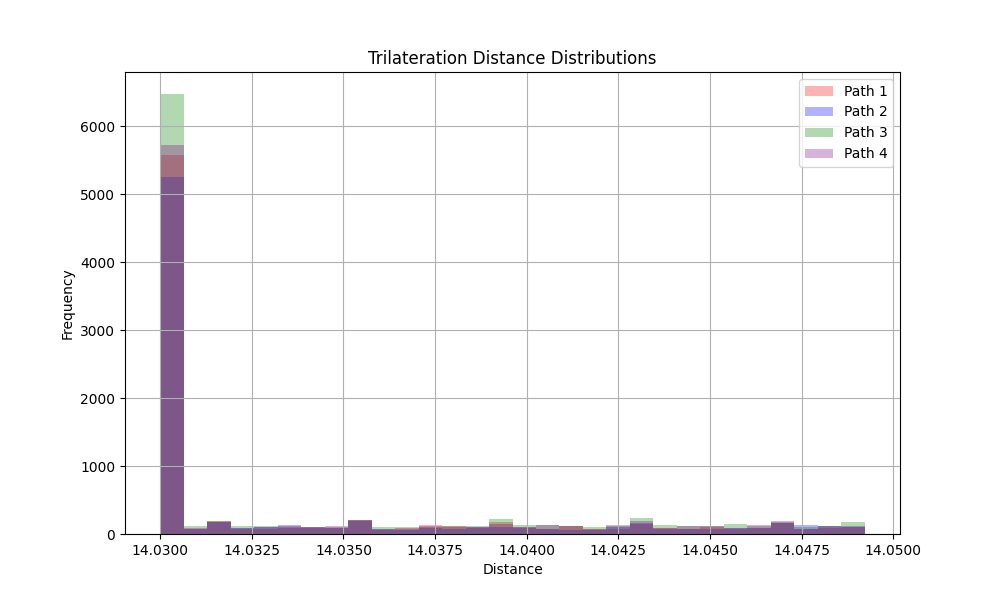 Trilateration Distance Distributions
Path 1
Path 2
Path 3
Path 4
6000
5000
4000
3000
2000
1000
0
Frequency
14.0300 14.0325 14.0350 14.0375 14.0400 14.0425 14.0450 14.0475 14.0500
Distance